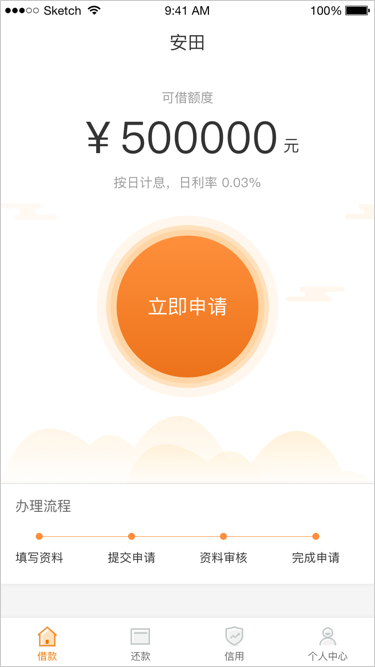 Sketch 9:41 AM 100%
安田
可借额度
￥500000 元
按日计息，日利率 0.03%
立即申请
办理流程
填写资料 提交申请 资料审核 完成申请
借款 还款 信用 个人中心